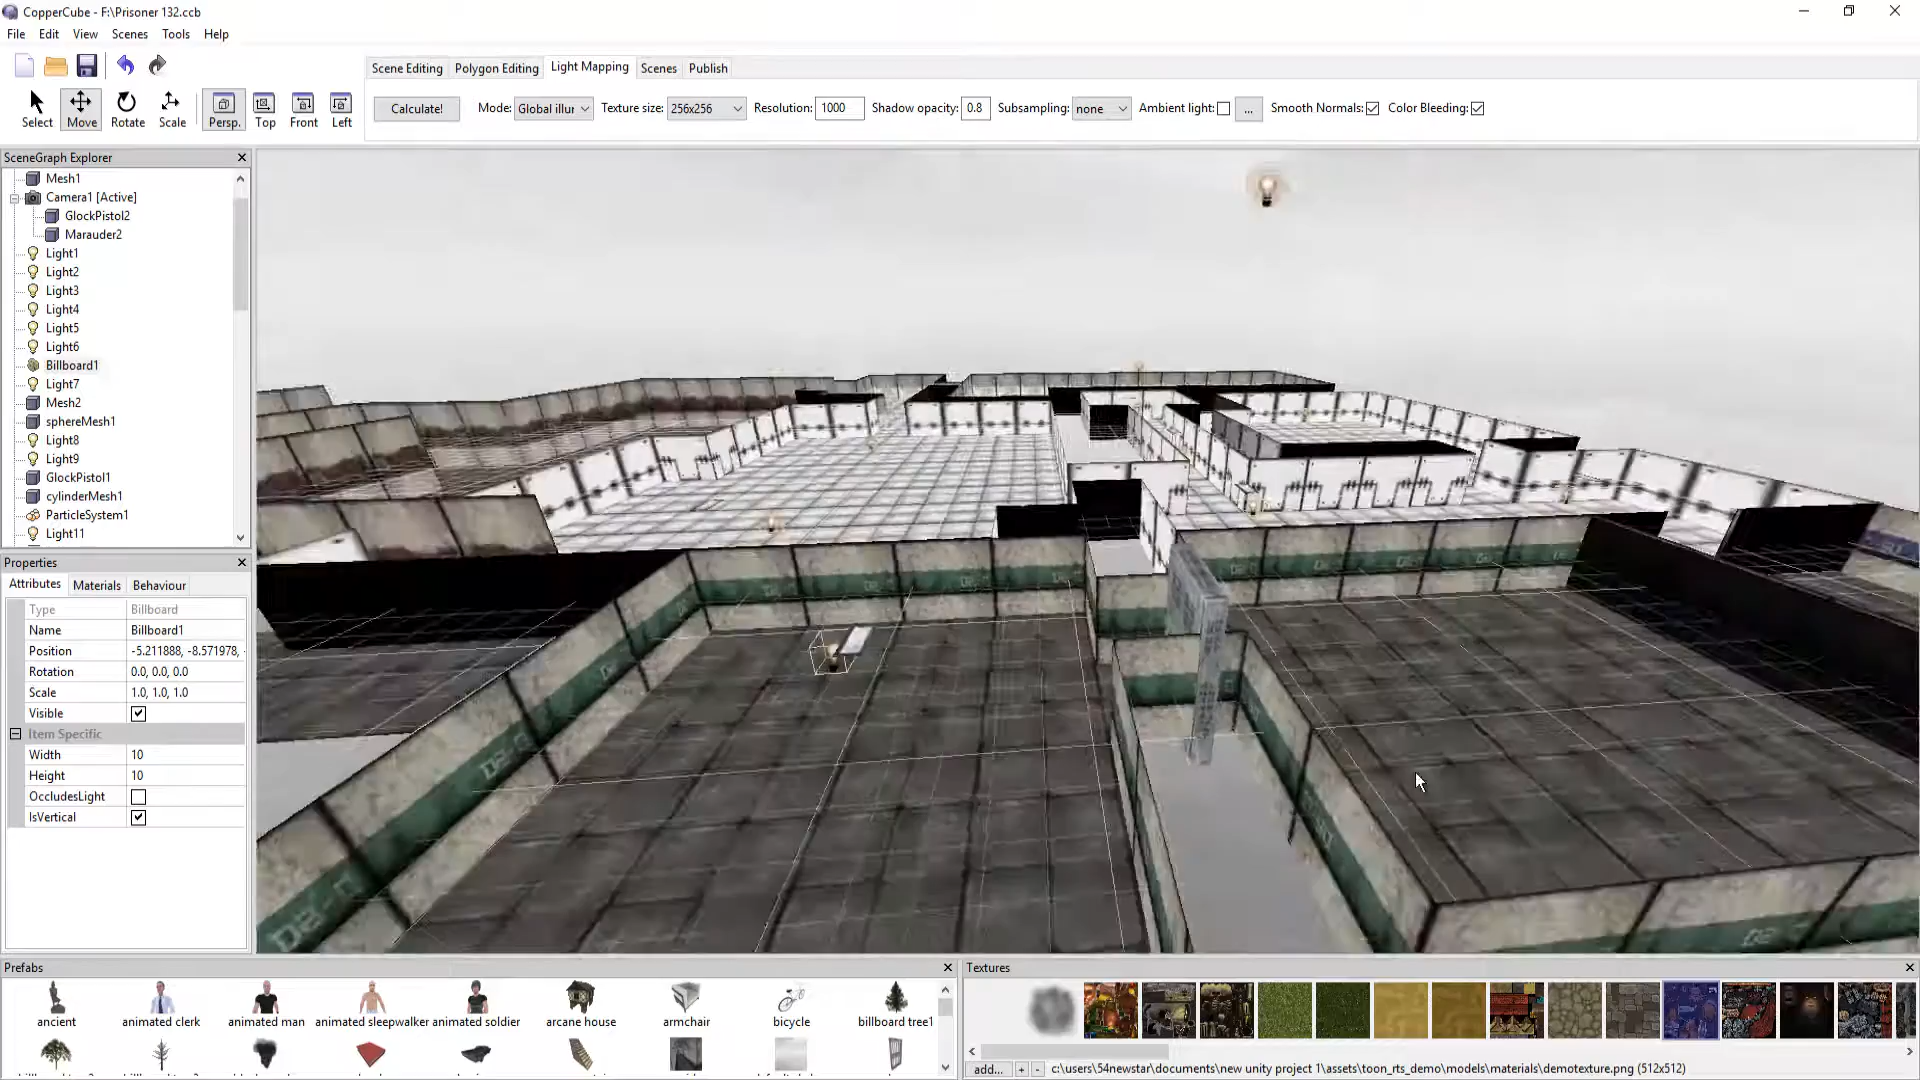 CopperCube - F:\Prisoner 132.ccb
File Edit View Scenes Tools Help
Scene Editing Polygon Editing Light Mapping Scenes Publish
Select Move Rotate Scale Persp. Top Front Left
Calculate! Mode: Global illur Texture size: 256x256 Resolution: 1000 Shadow opacity: 0.8 Subsampling: none Ambient light: ... Smooth Normals: Color Bleeding:
SceneGraph Explorer
Mesh1
Camera1 [Active]
GlockPistol2
Marauder2
Light1
Light2
Light3
Light4
Light5
Light6
Billboard1
Light7
Mesh2
sphereMesh1
Light8
Light9
GlockPistol1
cylinderMesh1
ParticleSystem1
Light11
Properties
Attributes Materials Behaviour
Type Billboard
Name Billboard1
Position -5.211888, -8.571978,
Rotation 0.0, 0.0, 0.0
Scale 1.0, 1.0, 1.0
Visible
Item Specific
Width 10
Height 10
OccludesLight
IsVertical
Prefabs
ancient animated clerk animated man animated sleepwalker animated soldier arcane house armchair bicycle billboard tree1
Textures
add... + - c:\users\54newstar\documents\new unity project 1\assets\toon_rts_demo\models\materials\demotexture.png (512x512)